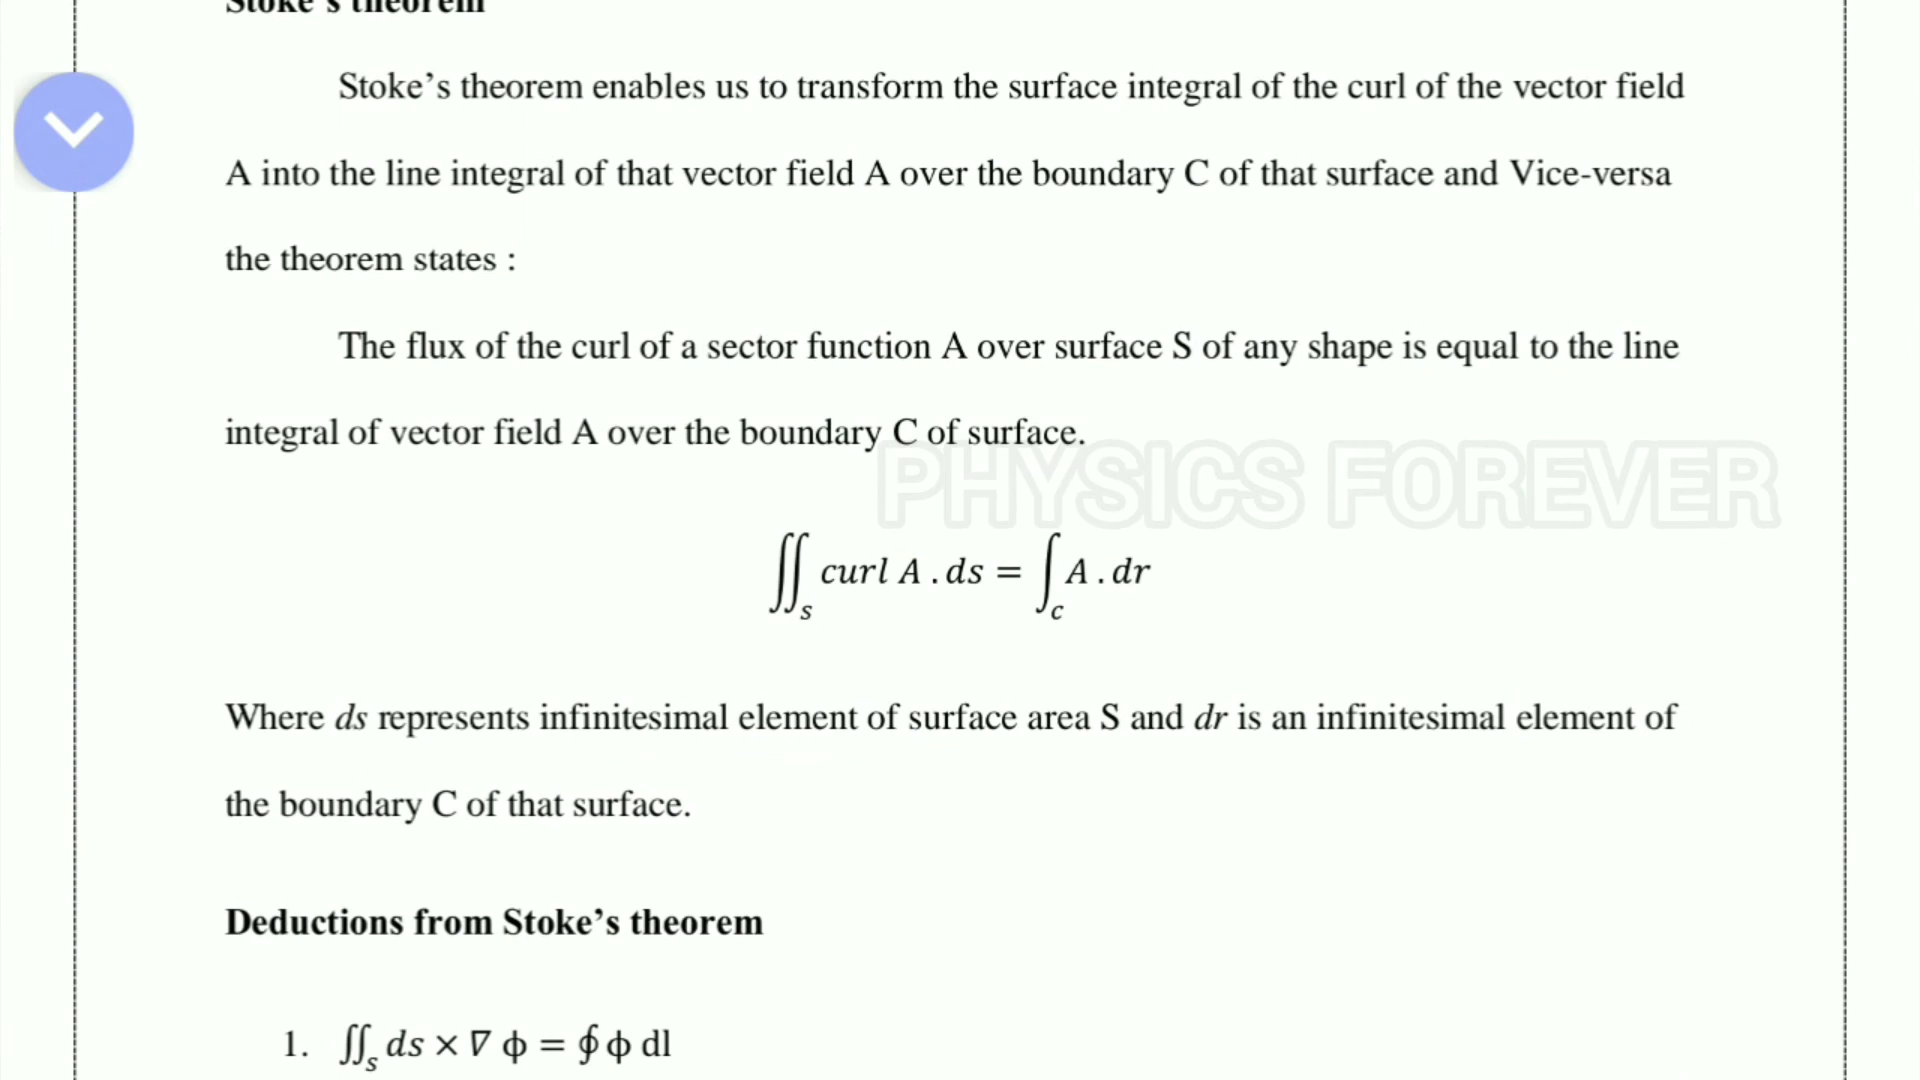 Stoke's theorem
Stoke's theorem enables us to transform the surface integral of the curl of the vector field
A into the line integral of that vector field A over the boundary C of that surface and Vice-versa
the theorem states :
The flux of the curl of a sector function A over surface S of any shape is equal to the line
integral of vector field A over the boundary C of surface.
PHYSICS FOREVER
∬_s curl A . ds = ∫_c A . dr
Where ds represents infinitesimal element of surface area S and dr is an infinitesimal element of
the boundary C of that surface.
Deductions from Stoke's theorem
1. ∬_s ds × ∇ ϕ = ∮ ϕ dl